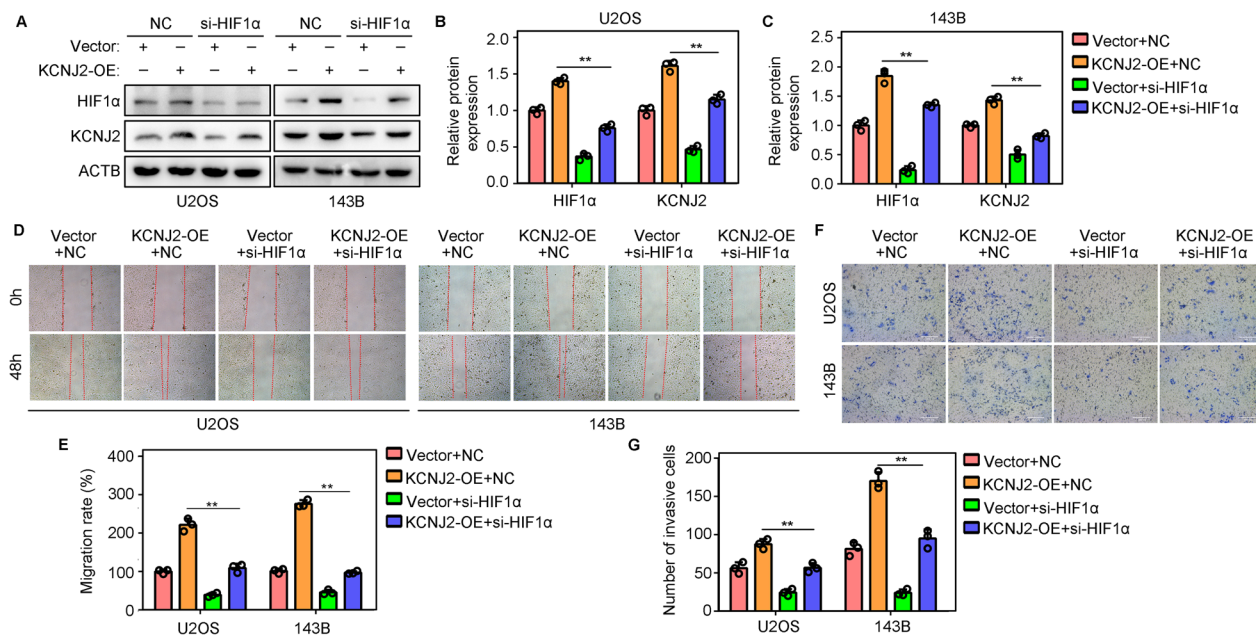 A
NC si-HIF1α NC si-HIF1α
Vector: + − + − + − + −
KCNJ2-OE: − + − + − + − +
HIF1α
KCNJ2
ACTB
U2OS 143B
B
U2OS
Relative protein
expression
2.0
1.5
1.0
0.5
0.0
HIF1α KCNJ2
**
**
C
143B
Relative protein
expression
2.5
2.0
1.5
1.0
0.5
0.0
HIF1α KCNJ2
**
**
Vector+NC
KCNJ2-OE+NC
Vector+si-HIF1α
KCNJ2-OE+si-HIF1α
D
Vector
+NC
KCNJ2-OE
+NC
Vector
+si-HIF1α
KCNJ2-OE
+si-HIF1α
Vector
+NC
KCNJ2-OE
+NC
Vector
+si-HIF1α
KCNJ2-OE
+si-HIF1α
0h
48h
U2OS 143B
F
Vector
+NC
KCNJ2-OE
+NC
Vector
+si-HIF1α
KCNJ2-OE
+si-HIF1α
U2OS
143B
E
Migration rate (%)
400
300
200
100
0
U2OS 143B
**
**
Vector+NC
KCNJ2-OE+NC
Vector+si-HIF1α
KCNJ2-OE+si-HIF1α
G
Number of invasive cells
200
150
100
50
0
U2OS 143B
**
**
Vector+NC
KCNJ2-OE+NC
Vector+si-HIF1α
KCNJ2-OE+si-HIF1α